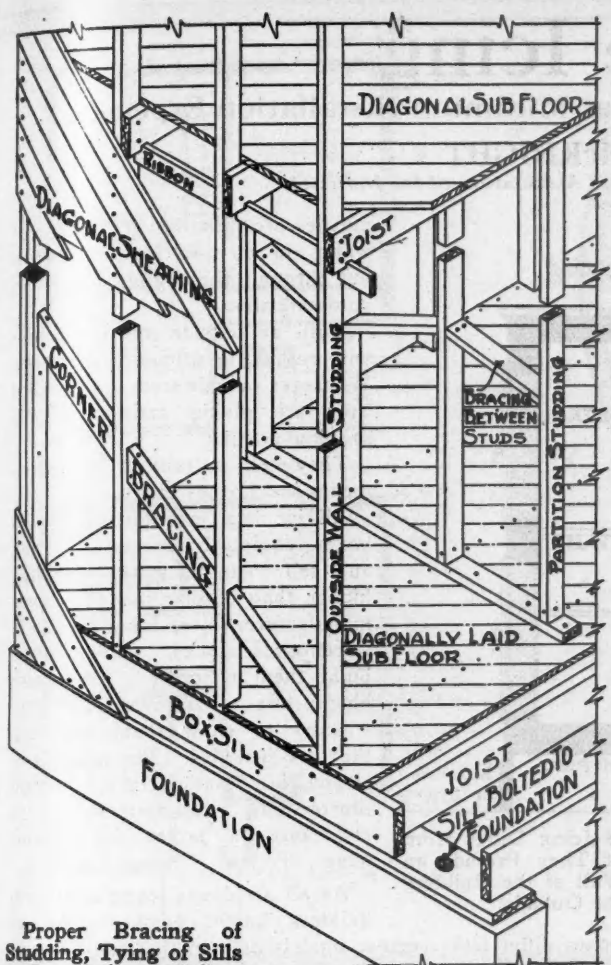 DIAGONAL SUB FLOOR
RIBBON
DIAGONAL SHEATHING
JOIST
CORNER
BRACING
OUTSIDE WALL STUDDING
BRACING
BETWEEN
STUDS
PARTITION STUDDING
DIAGONALLY LAID
SUB FLOOR
BOX SILL
FOUNDATION
JOIST
SILL BOLTED TO
FOUNDATION
Proper Bracing of
Studding, Tying of Sills